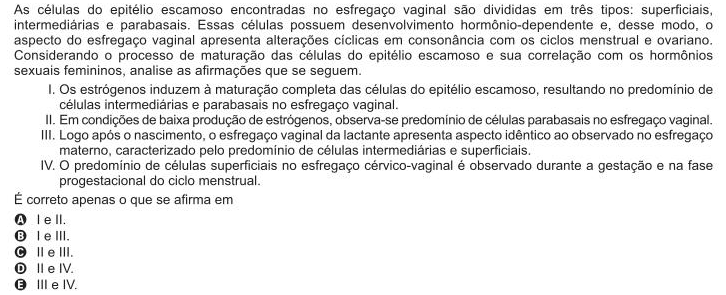 As células do epitélio escamoso encontradas no esfregaço vaginal são divididas em três tipos: superficiais,
intermediárias e parabasais. Essas células possuem desenvolvimento hormônio-dependente e, desse modo, o
aspecto do esfregaço vaginal apresenta alterações cíclicas em consonância com os ciclos menstrual e ovariano.
Considerando o processo de maturação das células do epitélio escamoso e sua correlação com os hormônios
sexuais femininos, analise as afirmações que se seguem.
I. Os estrógenos induzem à maturação completa das células do epitélio escamoso, resultando no predomínio de
células intermediárias e parabasais no esfregaço vaginal.
II. Em condições de baixa produção de estrógenos, observa-se predomínio de células parabasais no esfregaço vaginal.
III. Logo após o nascimento, o esfregaço vaginal da lactante apresenta aspecto idêntico ao observado no esfregaço
materno, caracterizado pelo predomínio de células intermediárias e superficiais.
IV. O predomínio de células superficiais no esfregaço cérvico-vaginal é observado durante a gestação e na fase
progestacional do ciclo menstrual.
É correto apenas o que se afirma em
A I e II.
B I e III.
C II e III.
D II e IV.
E III e IV.